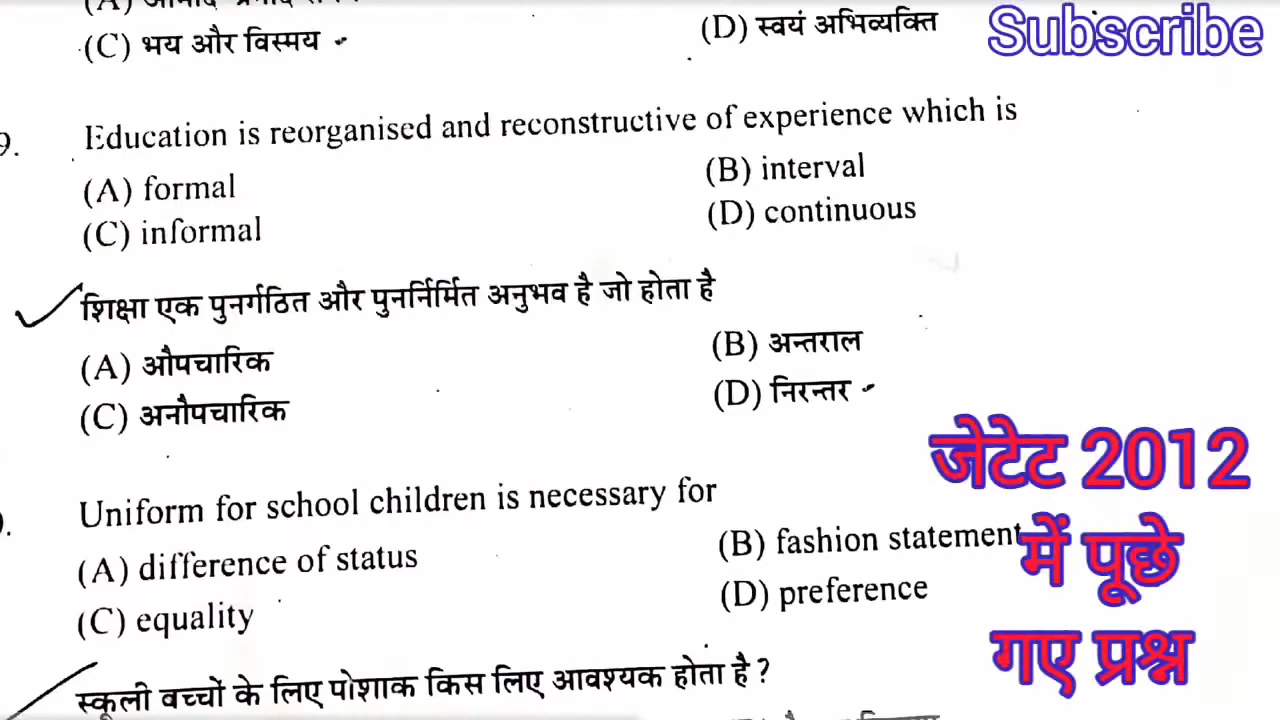 (C) भय और विस्मय
(D) स्वयं अभिव्यक्ति
Subscribe
9.
Education is reorganised and reconstructive of experience which is
(A) formal
(B) interval
(C) informal
(D) continuous
शिक्षा एक पुनर्गठित और पुनर्निर्मित अनुभव है जो होता है
(A) औपचारिक
(B) अन्तराल
(C) अनौपचारिक
(D) निरन्तर
Uniform for school children is necessary for
(A) difference of status
(B) fashion statement
(C) equality
(D) preference
स्कूली बच्चों के लिए पोशाक किस लिए आवश्यक होता है ?
जेटेट 2012
में पूछे
गए प्रश्न